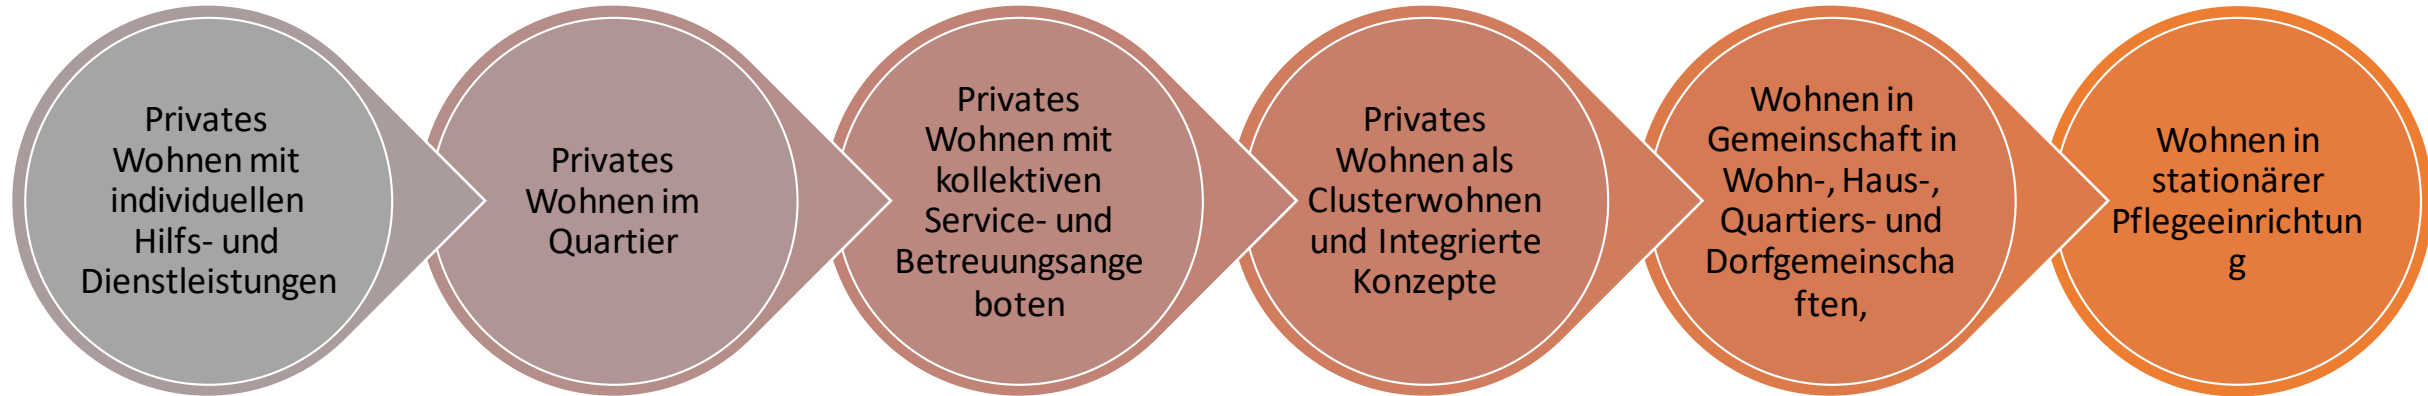 Privates
Wohnen mit
individuellen
Hilfs- und
Dienstleistungen
Privates
Wohnen im
Quartier
Privates
Wohnen mit
kollektiven
Service- und
Betreuungsange
boten
Privates
Wohnen als
Clusterwohnen
und Integrierte
Konzepte
Wohnen in
Gemeinschaft in
Wohn-, Haus-,
Quartiers- und
Dorfgemeinscha
ften,
Wohnen in
stationärer
Pflegeeinrichtun
g